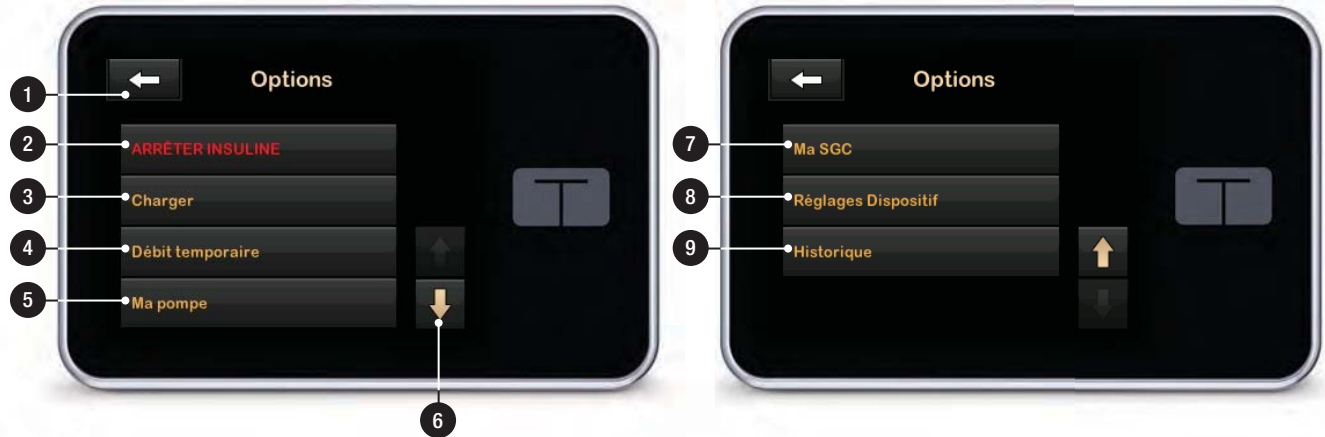 Options
1
2
ARRÊTER INSULINE
3
Charger
4
Débit temporaire
5
Ma pompe
6
Options
7
Ma SGC
8
Réglages Dispositif
9
Historique